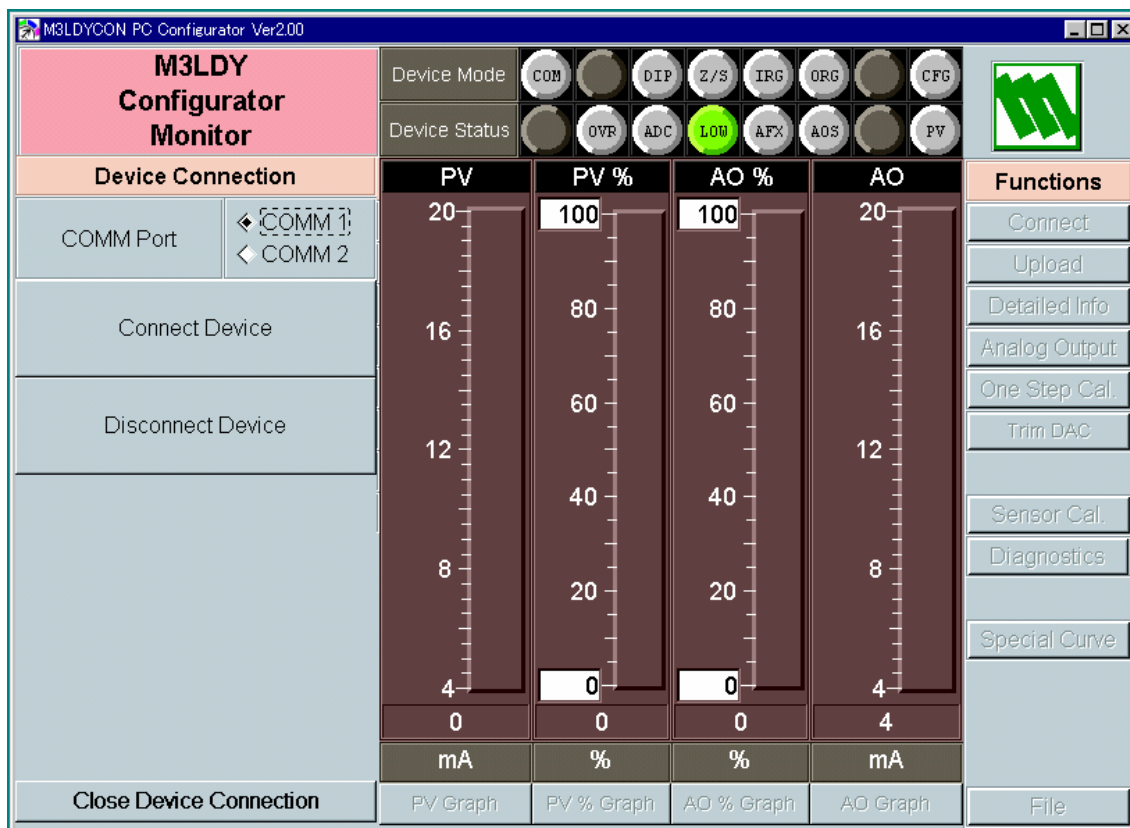 M3LDYCON PC Configurator Ver2.00
M3LDY
Configurator
Monitor
Device Mode
COM
DIP
Z/S
IRG
ORG
CFG
Device Status
OVR
ADC
LOW
AFX
AOS
PV
Device Connection
COMM Port
COMM 1
COMM 2
Connect Device
Disconnect Device
Close Device Connection
PV
20
16
12
8
4
0
mA
PV Graph
PV %
100
80
60
40
20
0
0
%
PV % Graph
AO %
100
80
60
40
20
0
0
%
AO % Graph
AO
20
16
12
8
4
4
mA
AO Graph
Functions
Connect
Upload
Detailed Info
Analog Output
One Step Cal.
Trim DAC
Sensor Cal.
Diagnostics
Special Curve
File